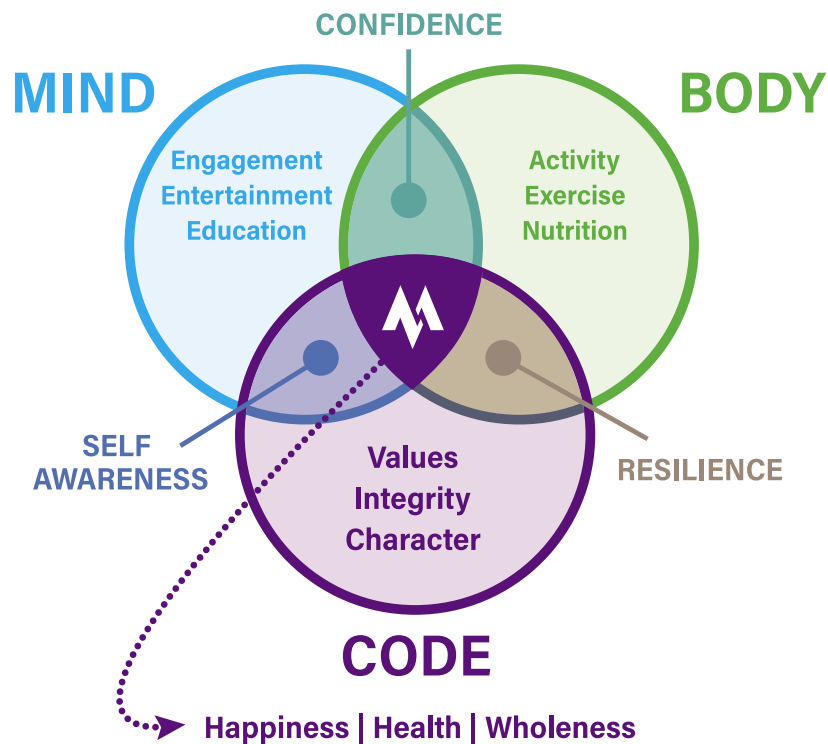 CONFIDENCE
MIND
BODY
Engagement
Entertainment
Education
Activity
Exercise
Nutrition
SELF
AWARENESS
RESILIENCE
Values
Integrity
Character
CODE
Happiness | Health | Wholeness